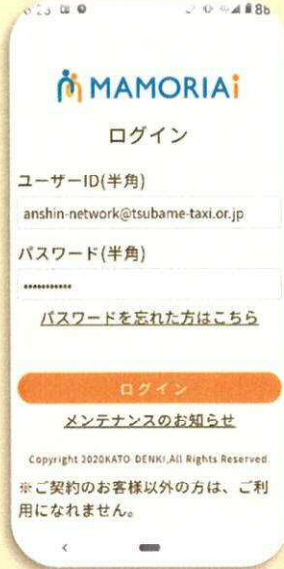 MAMORIAi
ログイン
ユーザーID(半角)
anshin-network@tsubame-taxi.or.jp
パスワード(半角)
•••••••••••
パスワードを忘れた方はこちら
ログイン
メンテナンスのお知らせ
Copyright 2020KATO-DENKI,All Rights Reserved.
※ご契約のお客様以外の方は、ご利
用になれません。